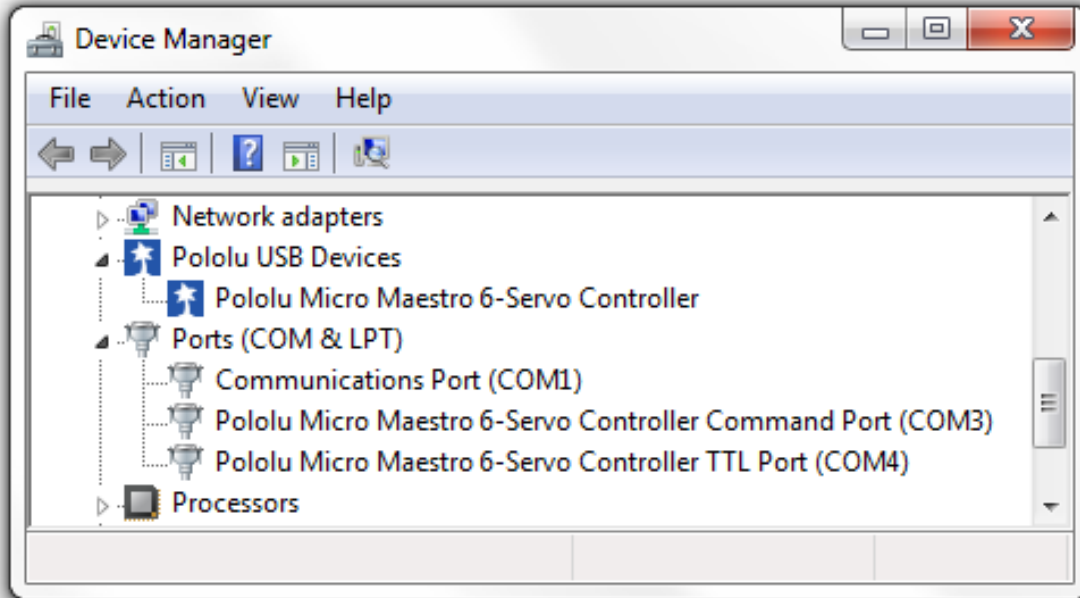 Device Manager
File Action View Help
Network adapters
Pololu USB Devices
Pololu Micro Maestro 6-Servo Controller
Ports (COM & LPT)
Communications Port (COM1)
Pololu Micro Maestro 6-Servo Controller Command Port (COM3)
Pololu Micro Maestro 6-Servo Controller TTL Port (COM4)
Processors